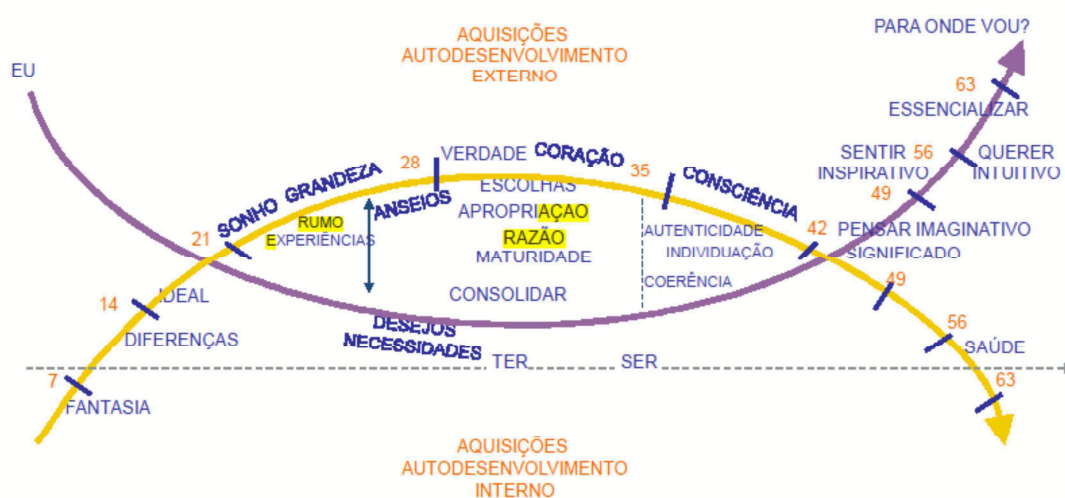 AQUISIÇÕES
AUTODESENVOLVIMENTO
EXTERNO
PARA ONDE VOU?
EU
63
ESSENCIALIZAR
28
VERDADE CORAÇÃO
SENTIR 56 QUERER
INSPIRATIVO INTUITIVO
SONHO GRANDEZA
ANSEIOS
ESCOLHAS
35
CONSCIÊNCIA
49
RUMO
EXPERIÊNCIAS
APROPRIAÇAO
RAZÃO
MATURIDADE
21
AUTENTICIDADE
INDIVIDUAÇÃO
42
PENSAR IMAGINATIVO
SIGNIFICADO
COERÊNCIA
49
14
IDEAL
DIFERENÇAS
CONSOLIDAR
DESEJOS
NECESSIDADES
56
SAÚDE
TER
SER
7
FANTASIA
63
AQUISIÇÕES
AUTODESENVOLVIMENTO
INTERNO